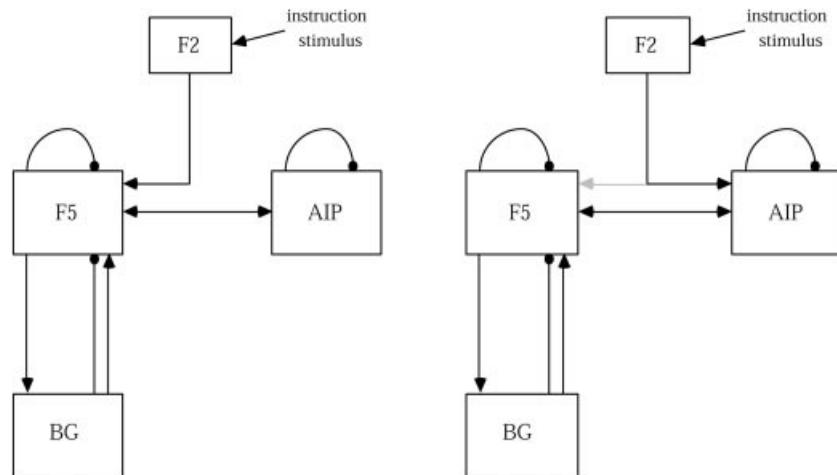 instruction
stimulus
F2
F5
AIP
BG
instruction
stimulus
F2
F5
AIP
BG